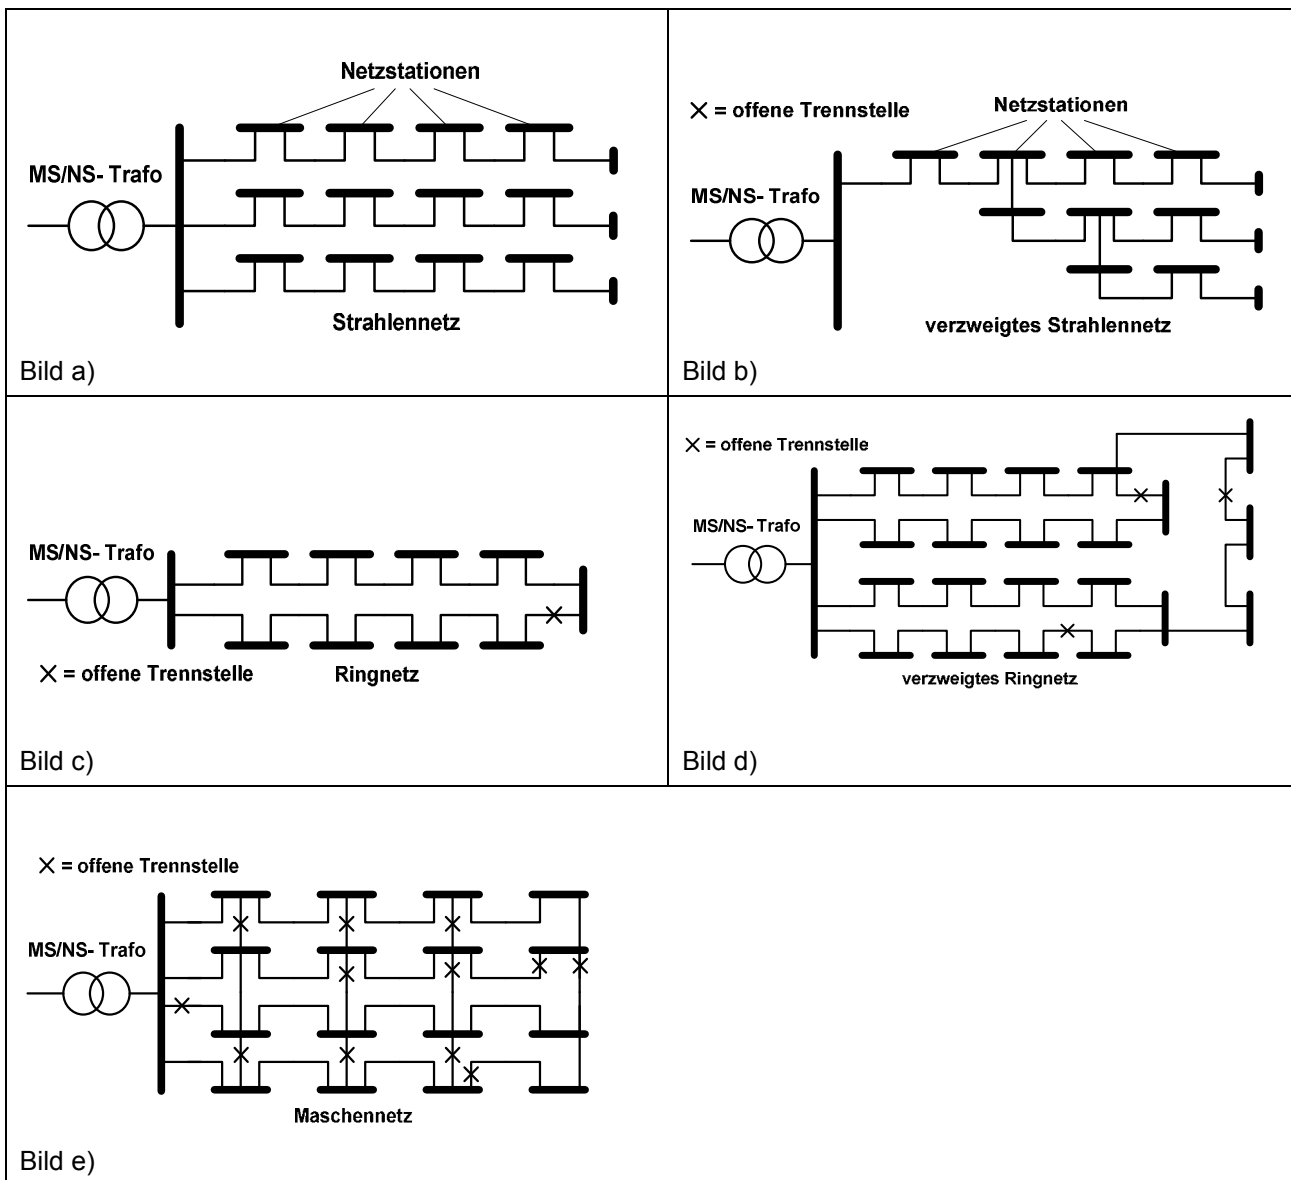 Netzstationen
MS/NS- Trafo
Strahlennetz
Bild a)
× = offene Trennstelle
Netzstationen
MS/NS- Trafo
verzweigtes Strahlennetz
Bild b)
MS/NS- Trafo
× = offene Trennstelle
Ringnetz
Bild c)
× = offene Trennstelle
MS/NS- Trafo
verzweigtes Ringnetz
Bild d)
× = offene Trennstelle
MS/NS- Trafo
Maschennetz
Bild e)